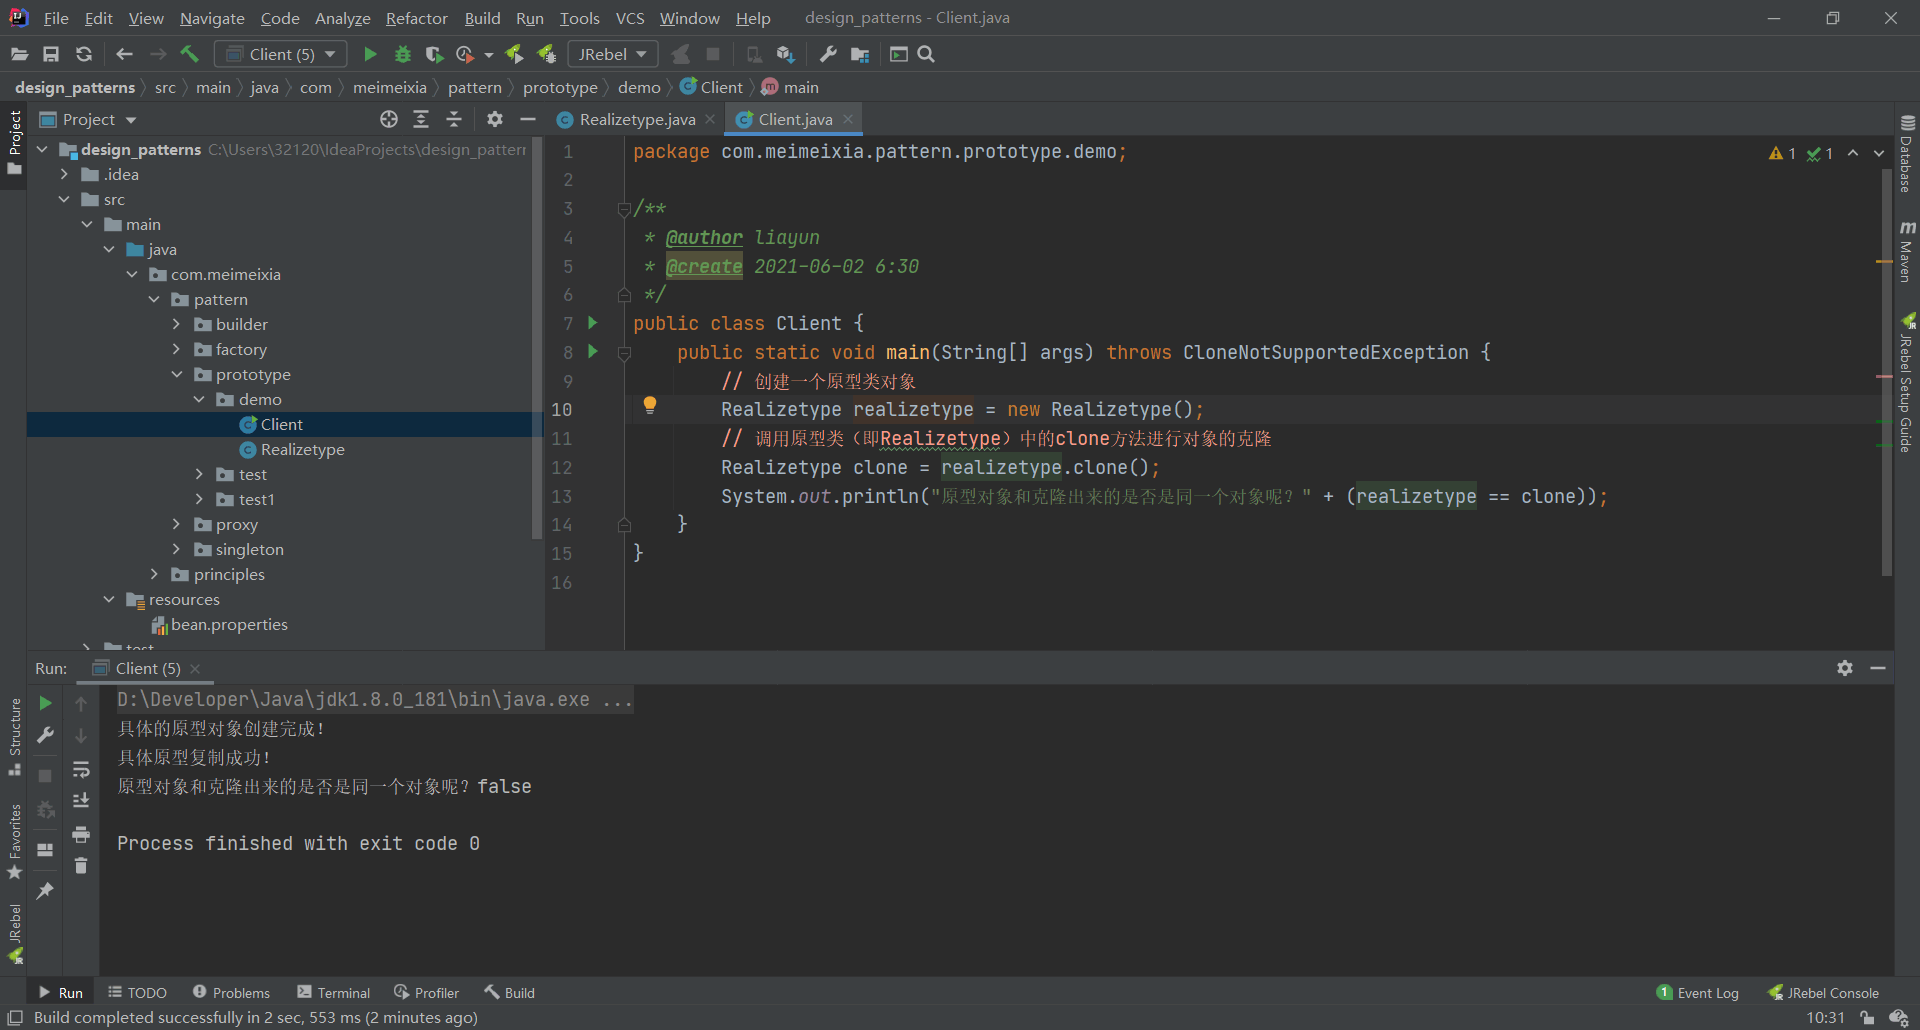 File Edit View Navigate Code Analyze Refactor Build Run Tools VCS Window Help design_patterns - Client.java
Client (5) JRebel
design_patterns src main java com meimeixia pattern prototype demo Client main
Project
Project
Realizetype.java
Client.java
design_patterns C:\Users\32120\IdeaProjects\design_patterr
.idea
src
main
java
com.meimeixia
pattern
builder
factory
prototype
demo
Client
Realizetype
test
test1
proxy
singleton
principles
resources
bean.properties
test
1 package com.meimeixia.pattern.prototype.demo;
2
3 /**
4 * @author liayun
5 * @create 2021-06-02 6:30
6 */
7 public class Client {
8 public static void main(String[] args) throws CloneNotSupportedException {
9 // 创建一个原型类对象
10 Realizetype realizetype = new Realizetype();
11 // 调用原型类（即Realizetype）中的clone方法进行对象的克隆
12 Realizetype clone = realizetype.clone();
13 System.out.println("原型对象和克隆出来的是否是同一个对象呢？" + (realizetype == clone));
14 }
15 }
16
1 1
Database
Maven
JRebel Setup Guide
Run: Client (5)
D:\Developer\Java\jdk1.8.0_181\bin\java.exe ...
具体的原型对象创建完成！
具体原型复制成功！
原型对象和克隆出来的是否是同一个对象呢？false
Process finished with exit code 0
Structure
Favorites
JRebel
Run TODO Problems Terminal Profiler Build 1 Event Log JRebel Console
Build completed successfully in 2 sec, 553 ms (2 minutes ago) 10:31